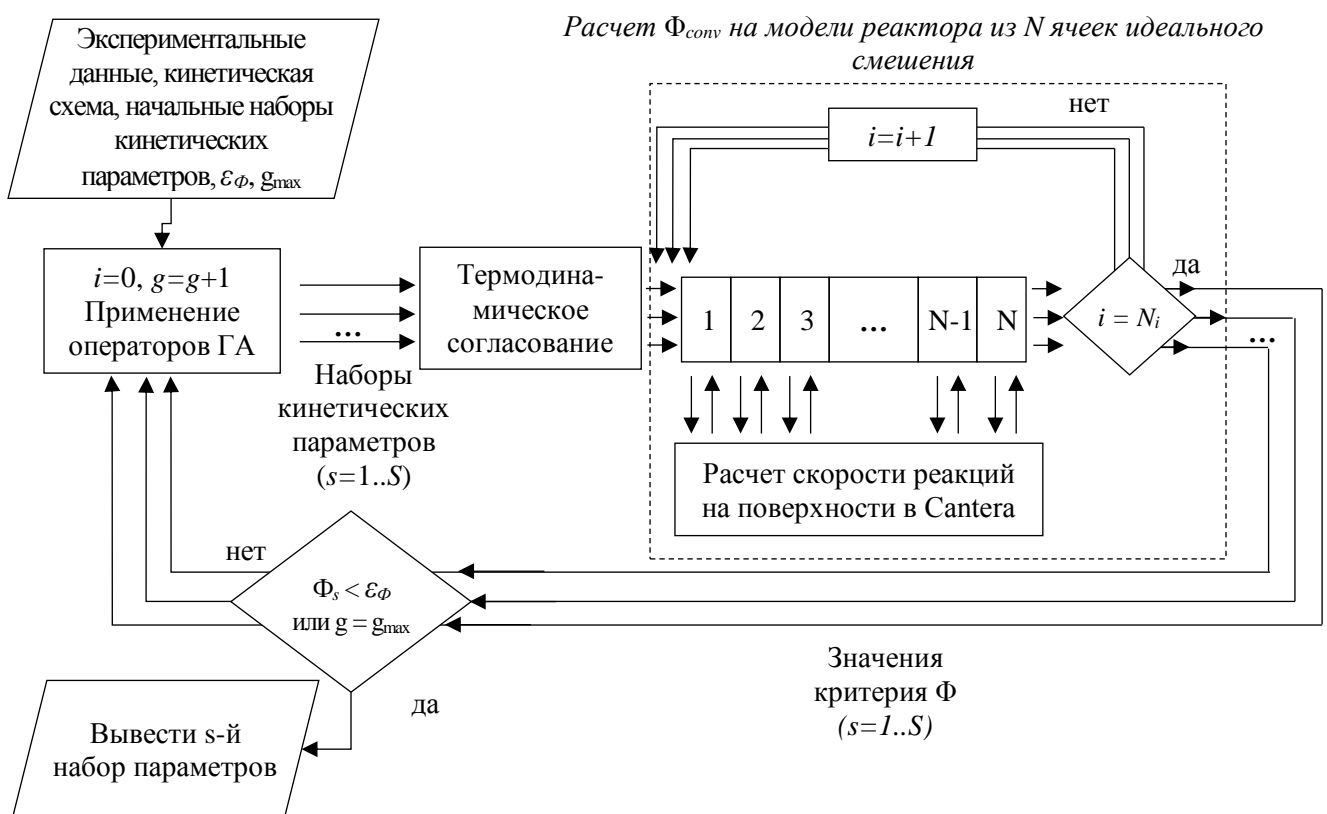 Расчет Φconv на модели реактора из N ячеек идеального
смешения
Экспериментальные
данные, кинетическая
схема, начальные наборы
кинетических
параметров, εΦ, gmax
нет
i=i+1
i=0, g=g+1
Применение
операторов ГА
...
Наборы
кинетических
параметров
(s=1..S)
Термодина-
мическое
согласование
1 2 3 ... N-1 N
i = Ni
да
...
Расчет скорости реакций
на поверхности в Cantera
нет
Φs < εΦ
или g = gmax
да
Значения
критерия Φ
(s=1..S)
Вывести s-й
набор параметров